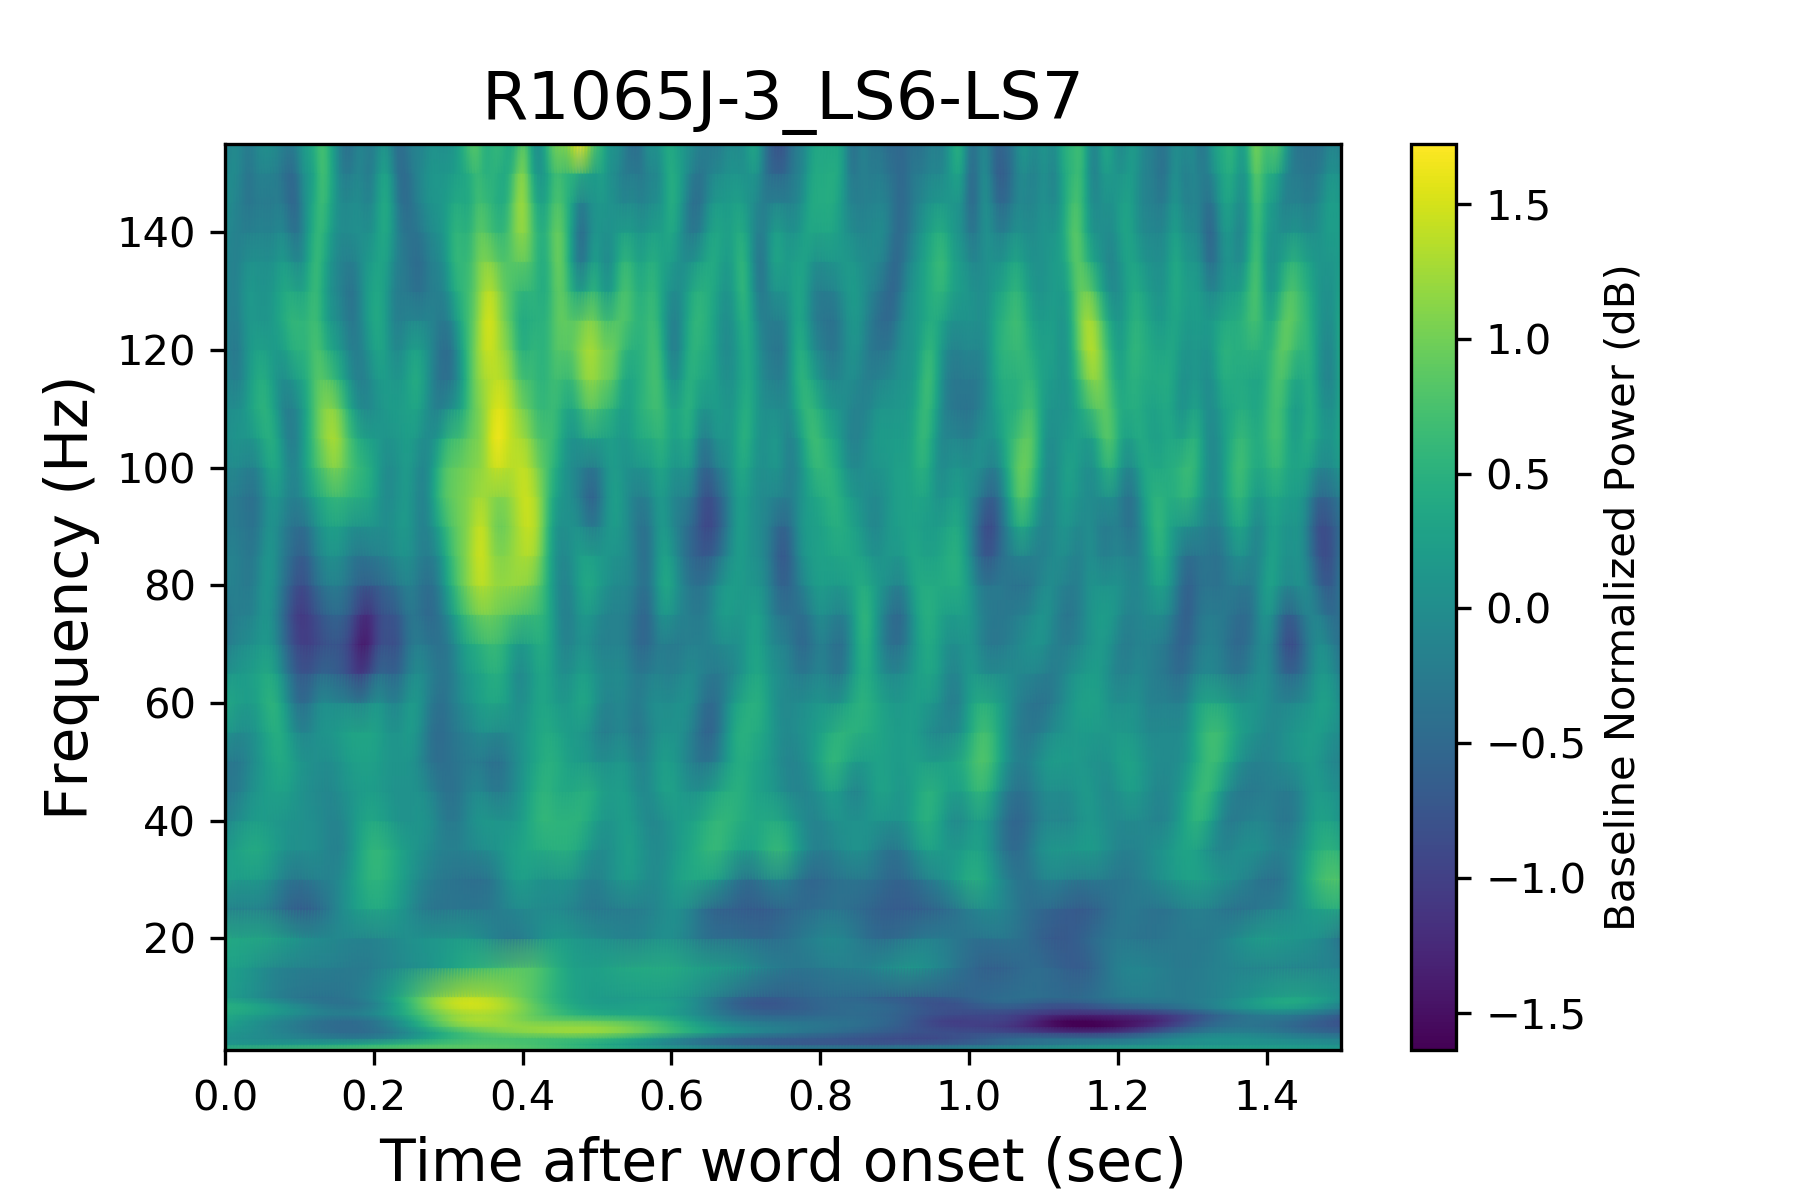 R1065J-3_LS6-LS7
Frequency (Hz)
140
120
100
80
60
40
20
0.0 0.2 0.4 0.6 0.8 1.0 1.2 1.4
Time after word onset (sec)
1.5
1.0
0.5
0.0
−0.5
−1.0
−1.5
Baseline Normalized Power (dB)